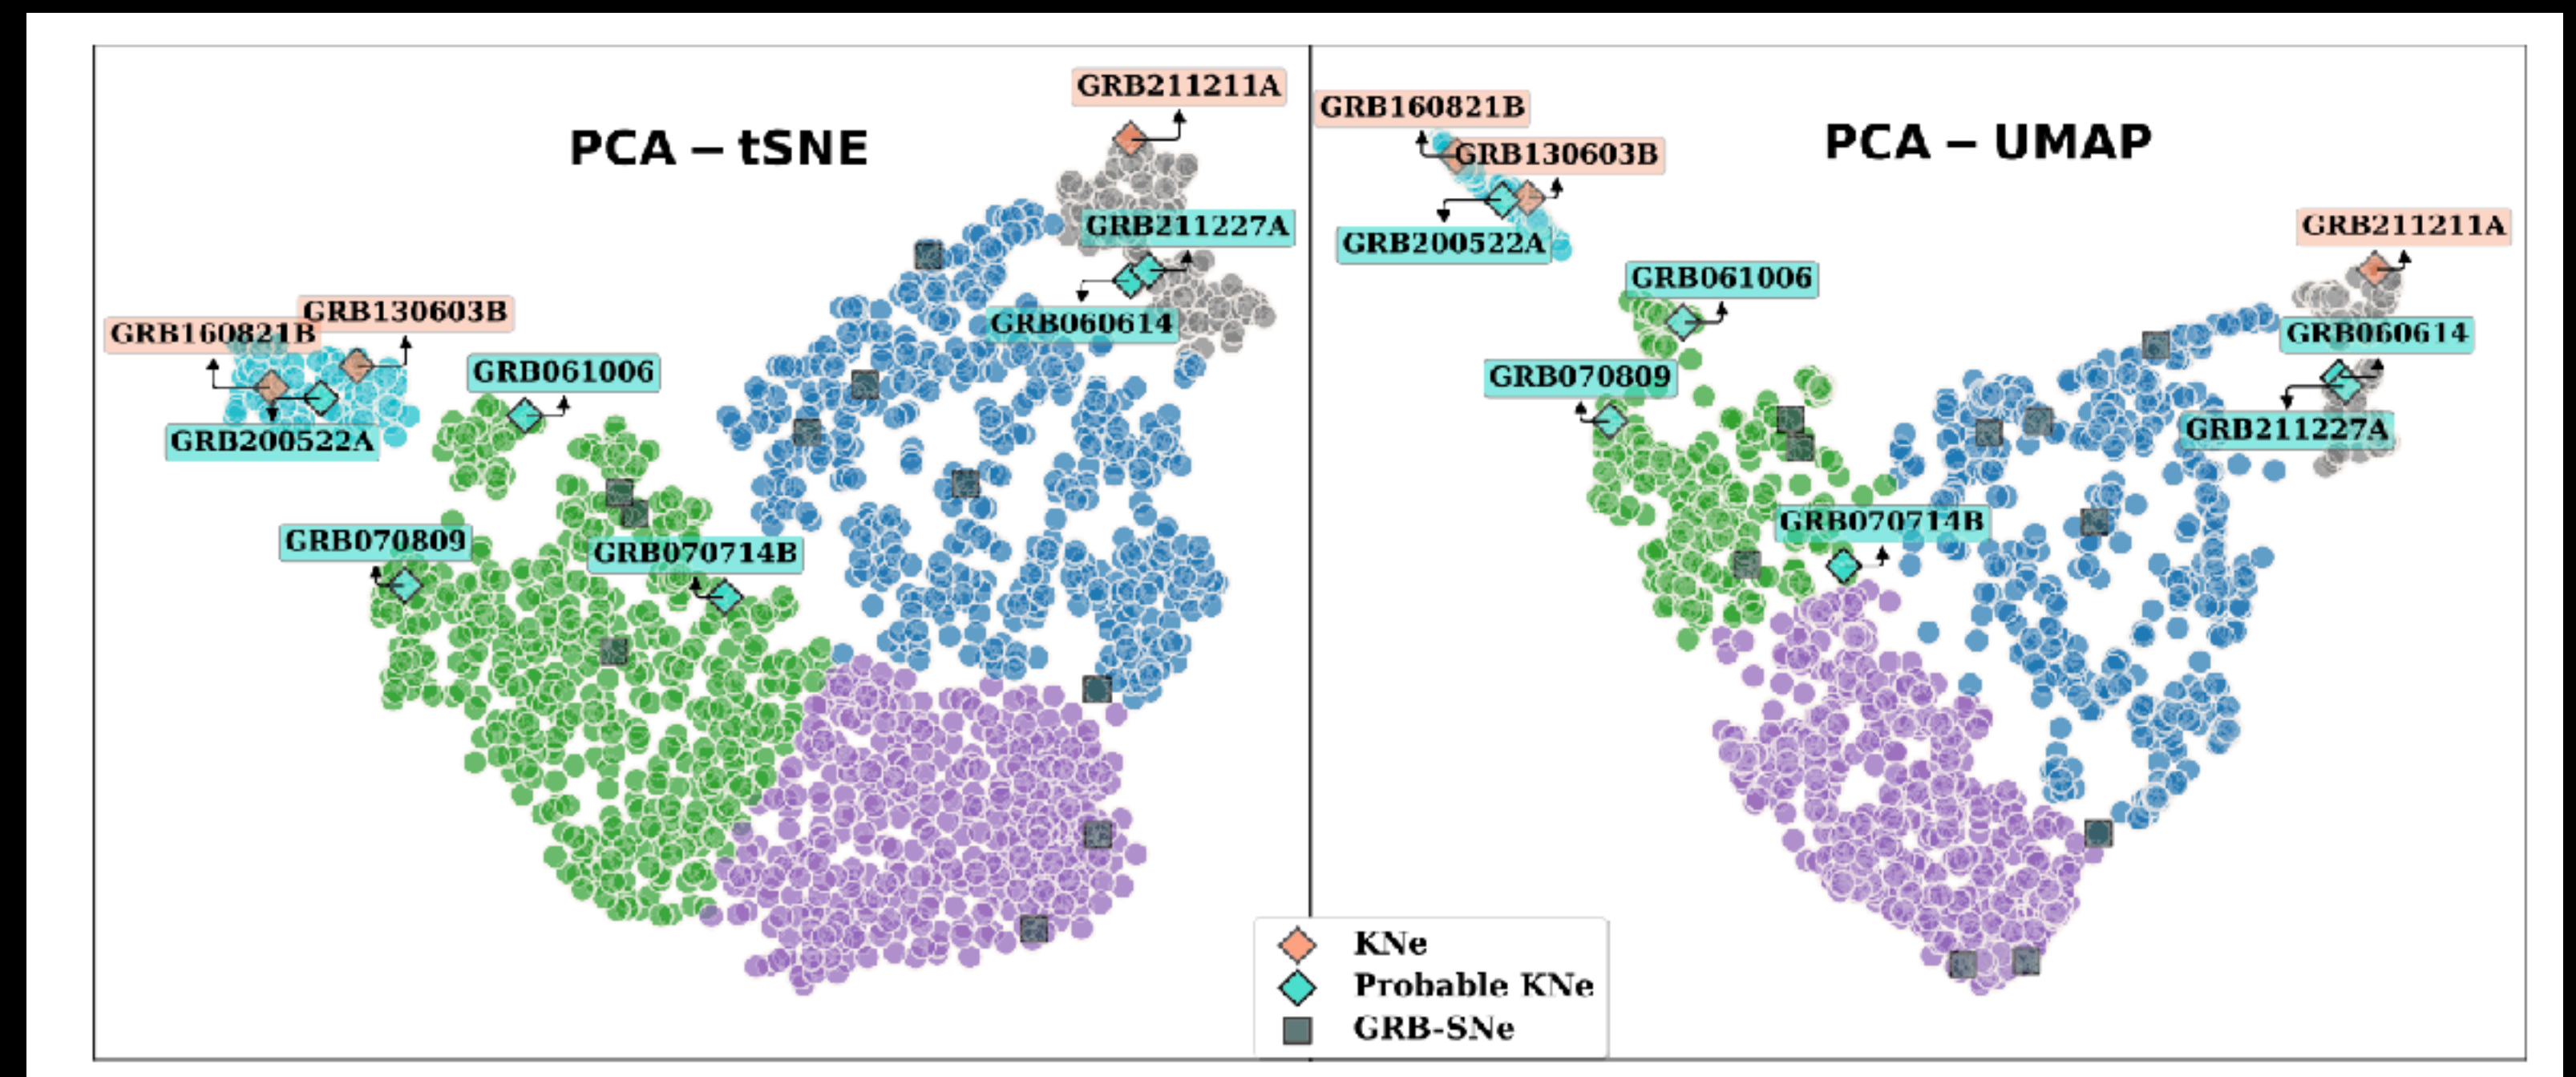 PCA – tSNE
GRB211211A
GRB211227A
GRB060614
GRB130603B
GRB160821B
GRB200522A
GRB061006
GRB070809
GRB070714B
PCA – UMAP
GRB160821B
GRB130603B
GRB200522A
GRB211211A
GRB061006
GRB060614
GRB070809
GRB211227A
GRB070714B
KNe
Probable KNe
GRB-SNe